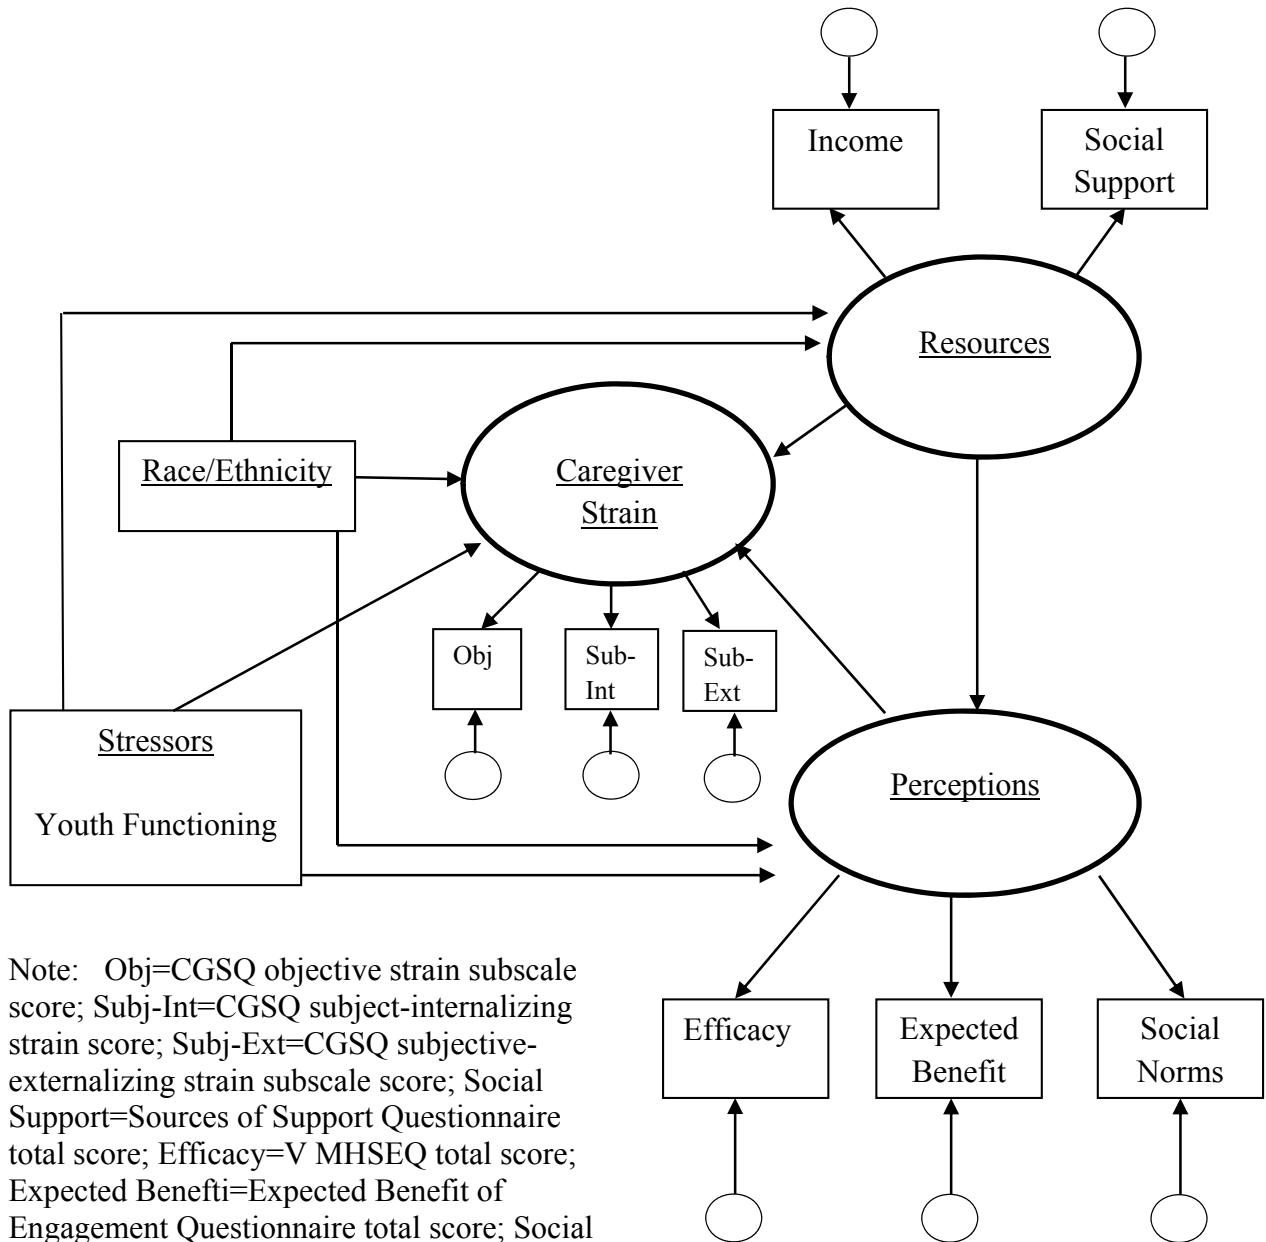 Income
Social
Support
Resources
Race/Ethnicity
Caregiver
Strain
Obj
Sub-
Int
Sub-
Ext
Stressors
Youth Functioning
Perceptions
Efficacy
Expected
Benefit
Social
Norms
Note:   Obj=CGSQ objective strain subscale
score; Subj-Int=CGSQ subject-internalizing
strain score; Subj-Ext=CGSQ subjective-
externalizing strain subscale score; Social
Support=Sources of Support Questionnaire
total score; Efficacy=V MHSEQ total score;
Expected Benefti=Expected Benefit of
Engagement Questionnaire total score; Social